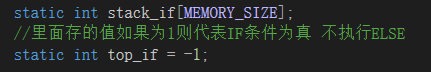 static int stack_if[MEMORY_SIZE];
//里面存的值如果为1则代表IF条件为真 不执行ELSE
static int top_if = -1;